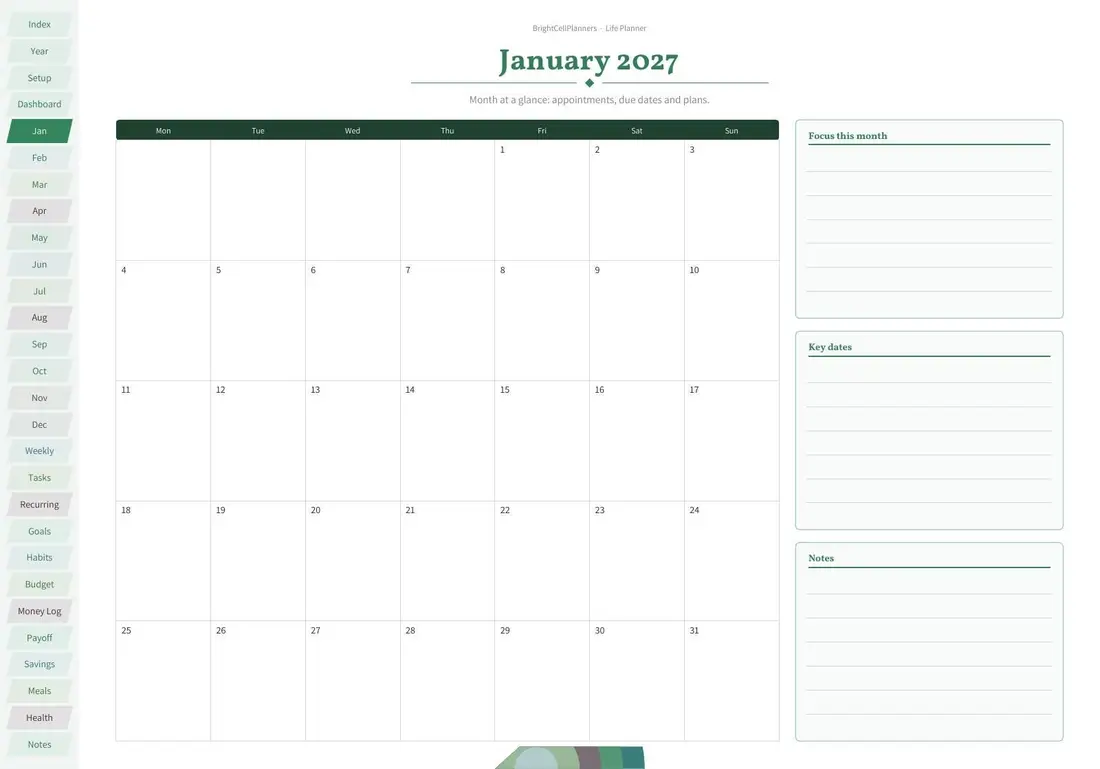 Index
Year
Setup
Dashboard
Jan
Feb
Mar
Apr
May
Jun
Jul
Aug
Sep
Oct
Nov
Dec
Weekly
Tasks
Recurring
Goals
Habits
Budget
Money Log
Payoff
Savings
Meals
Health
Notes
BrightCellPlanners · Life Planner
January 2027
Month at a glance: appointments, due dates and plans.
Mon Tue Wed Thu Fri Sat Sun
1 2 3
4 5 6 7 8 9 10
11 12 13 14 15 16 17
18 19 20 21 22 23 24
25 26 27 28 29 30 31
Focus this month
Key dates
Notes